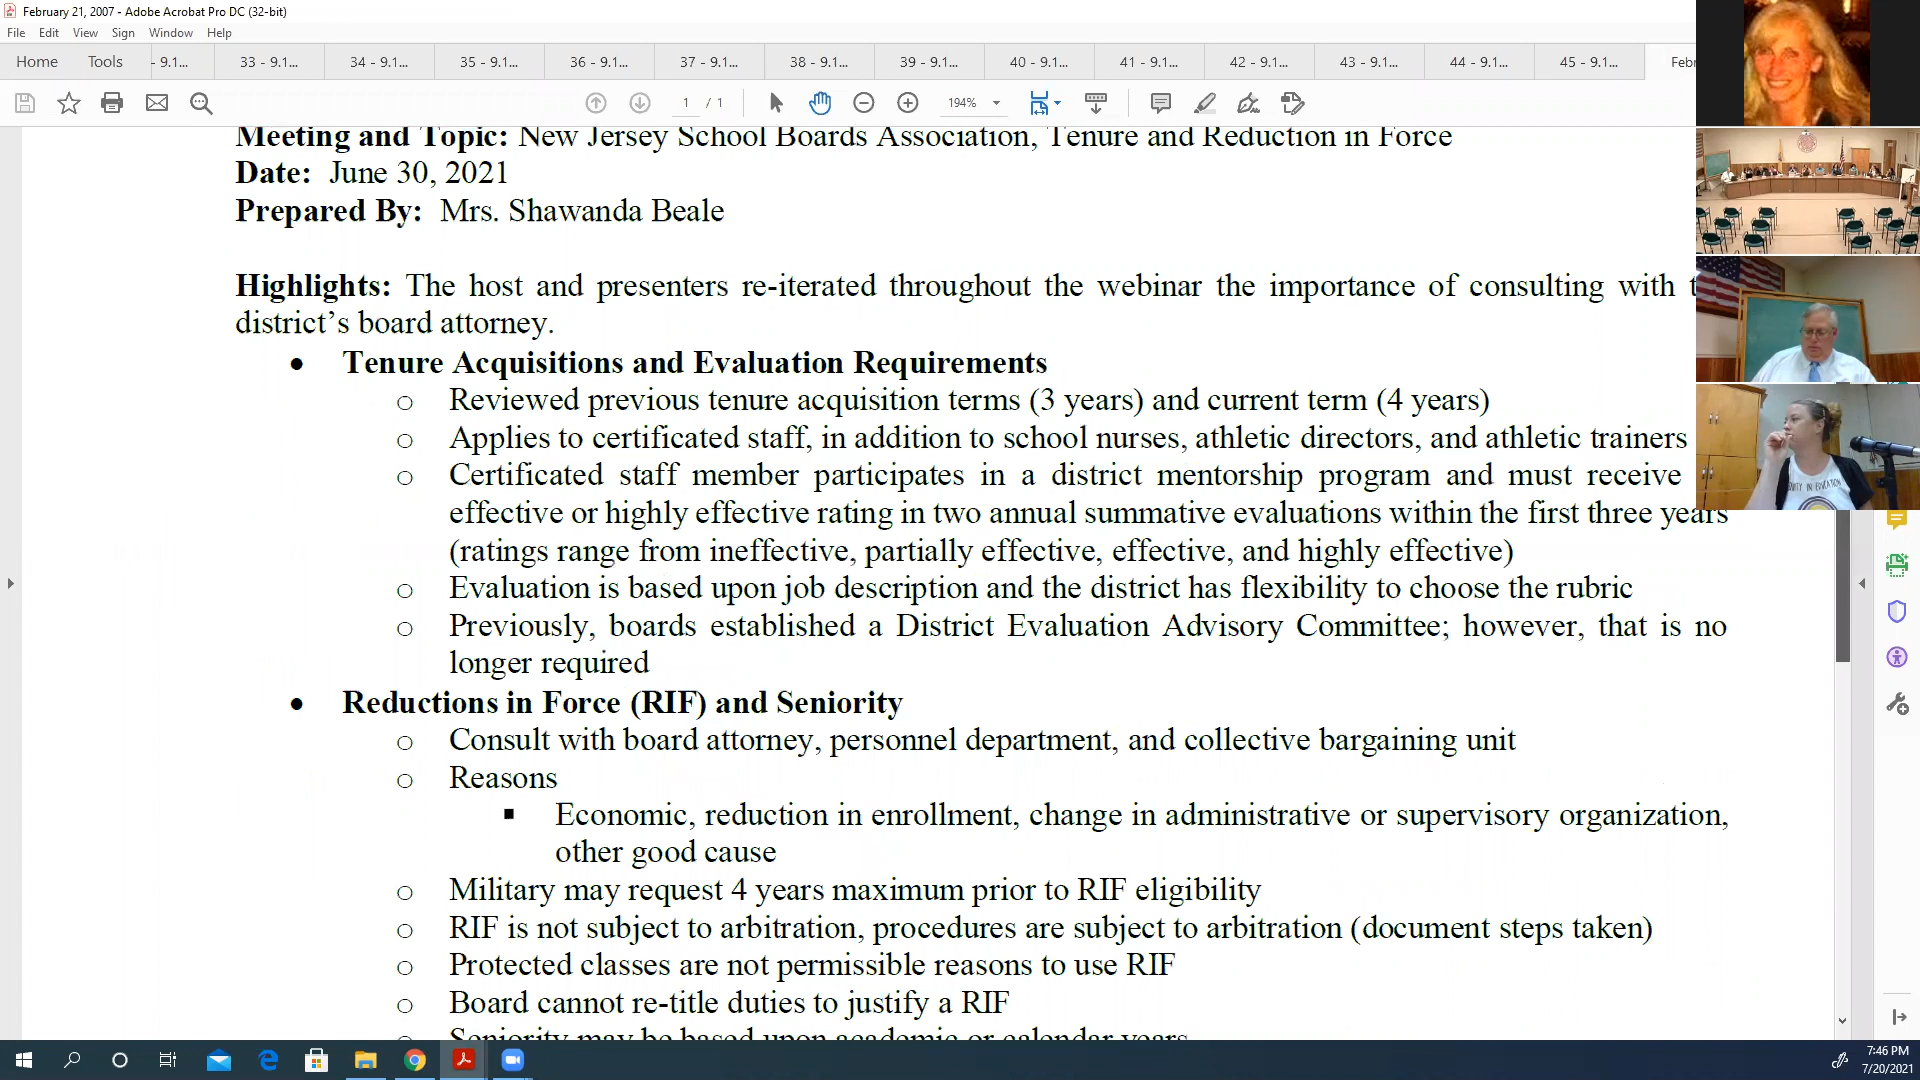 February 21, 2007 - Adobe Acrobat Pro DC (32-bit)
File Edit View Sign Window Help
Home Tools - 9.1... 33 - 9.1... 34 - 9.1... 35 - 9.1... 36 - 9.1... 37 - 9.1... 38 - 9.1... 39 - 9.1... 40 - 9.1... 41 - 9.1... 42 - 9.1... 43 - 9.1... 44 - 9.1... 45 - 9.1... Febr
1 / 1 194%
Meeting and Topic: New Jersey School Boards Association, Tenure and Reduction in Force
Date: June 30, 2021
Prepared By: Mrs. Shawanda Beale
Highlights: The host and presenters re-iterated throughout the webinar the importance of consulting with t
district's board attorney.
• Tenure Acquisitions and Evaluation Requirements
o Reviewed previous tenure acquisition terms (3 years) and current term (4 years)
o Applies to certificated staff, in addition to school nurses, athletic directors, and athletic trainers
o Certificated staff member participates in a district mentorship program and must receive
effective or highly effective rating in two annual summative evaluations within the first three years
(ratings range from ineffective, partially effective, effective, and highly effective)
o Evaluation is based upon job description and the district has flexibility to choose the rubric
o Previously, boards established a District Evaluation Advisory Committee; however, that is no
longer required
• Reductions in Force (RIF) and Seniority
o Consult with board attorney, personnel department, and collective bargaining unit
o Reasons
▪ Economic, reduction in enrollment, change in administrative or supervisory organization,
other good cause
o Military may request 4 years maximum prior to RIF eligibility
o RIF is not subject to arbitration, procedures are subject to arbitration (document steps taken)
o Protected classes are not permissible reasons to use RIF
o Board cannot re-title duties to justify a RIF
o Seniority may be based upon academic or calendar years
7:46 PM
7/20/2021